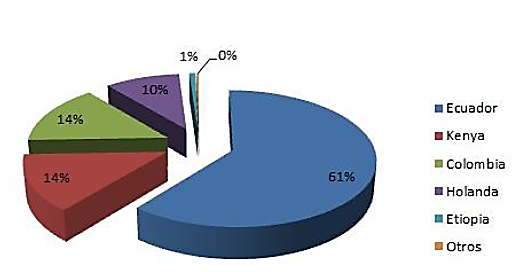 1%
0%
10%
14%
14%
61%
Ecuador
Kenya
Colombia
Holanda
Etiopia
Otros